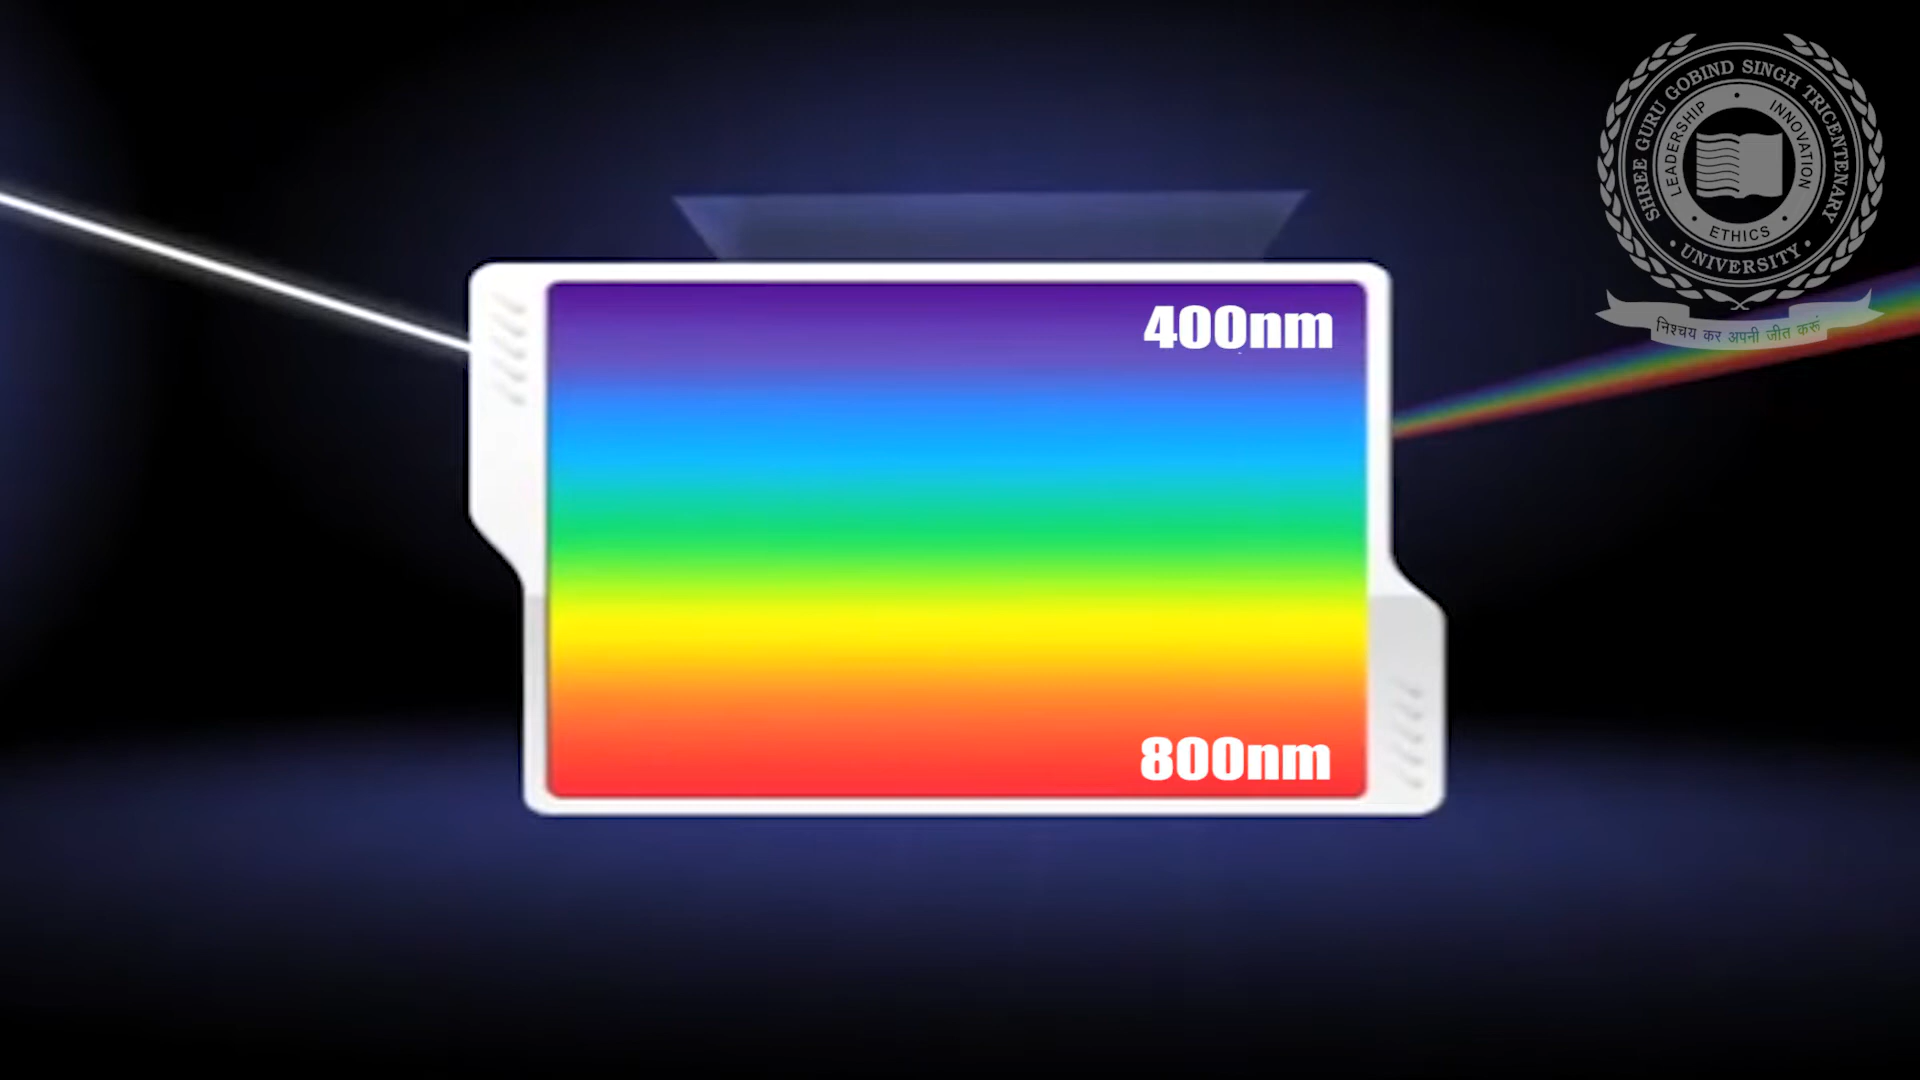 SHREE GURU GOBIND SINGH TRICENTENARY
UNIVERSITY
LEADERSHIP
INNOVATION
ETHICS
निश्चय कर अपनी जीत करूं
400nm
800nm